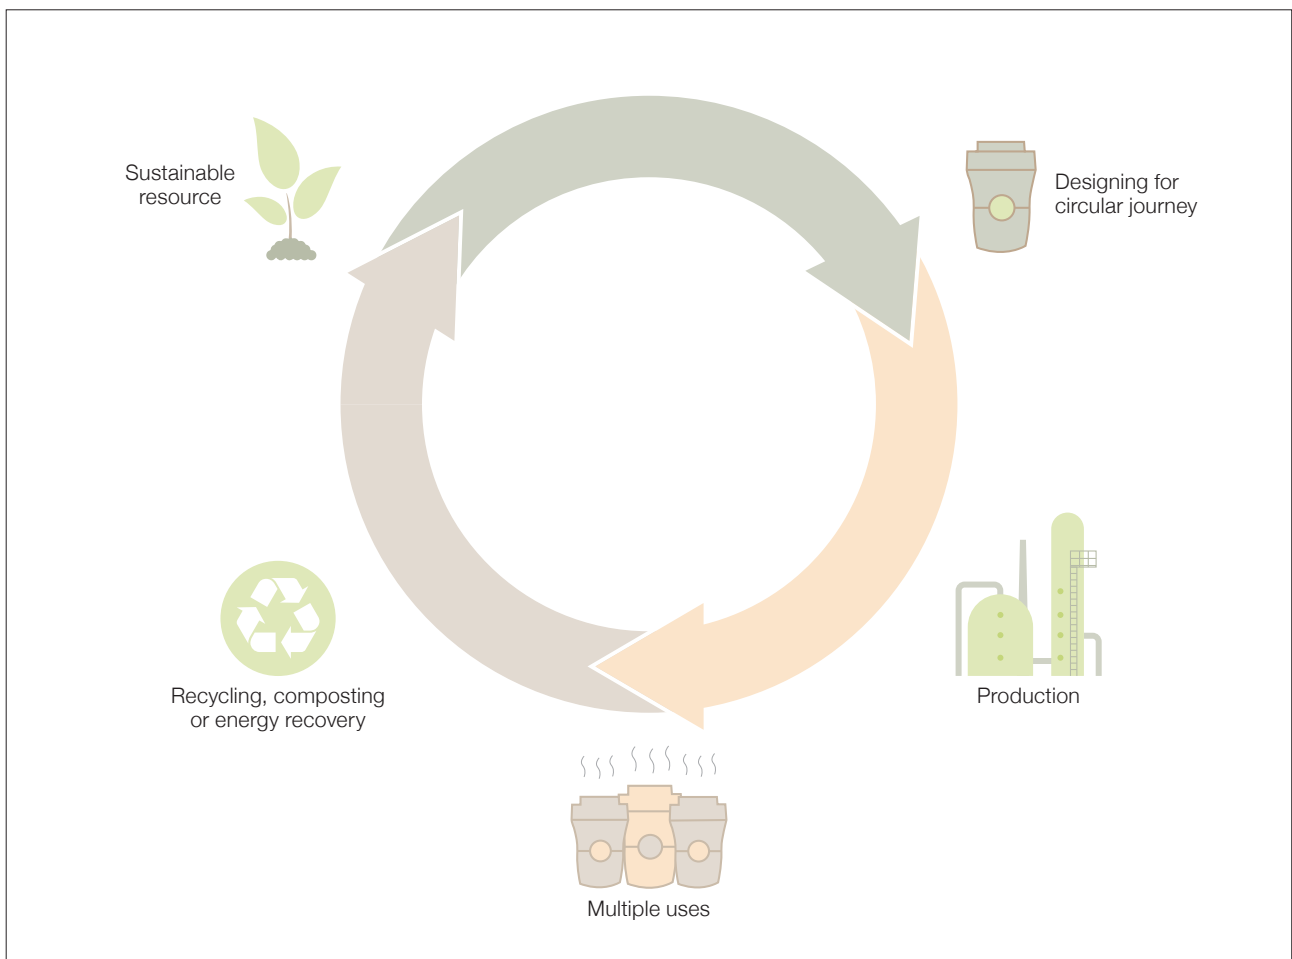 Sustainable
resource
Designing for
circular journey
Recycling, composting
or energy recovery
Production
Multiple uses